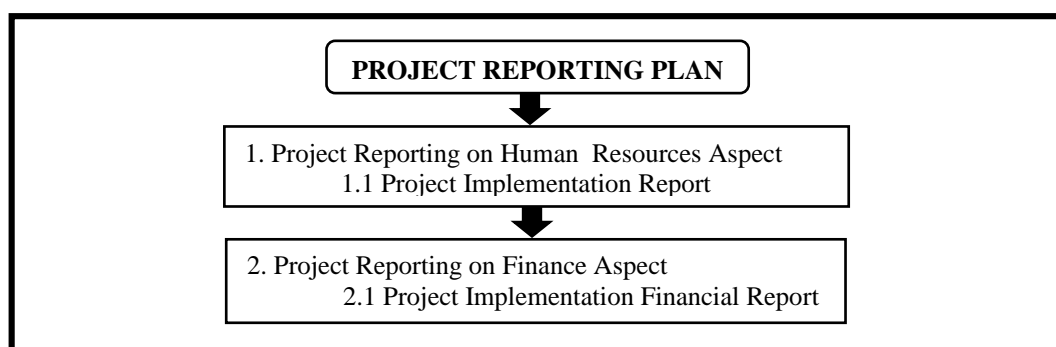 PROJECT REPORTING PLAN
1. Project Reporting on Human Resources Aspect
1.1 Project Implementation Report
2. Project Reporting on Finance Aspect
2.1 Project Implementation Financial Report